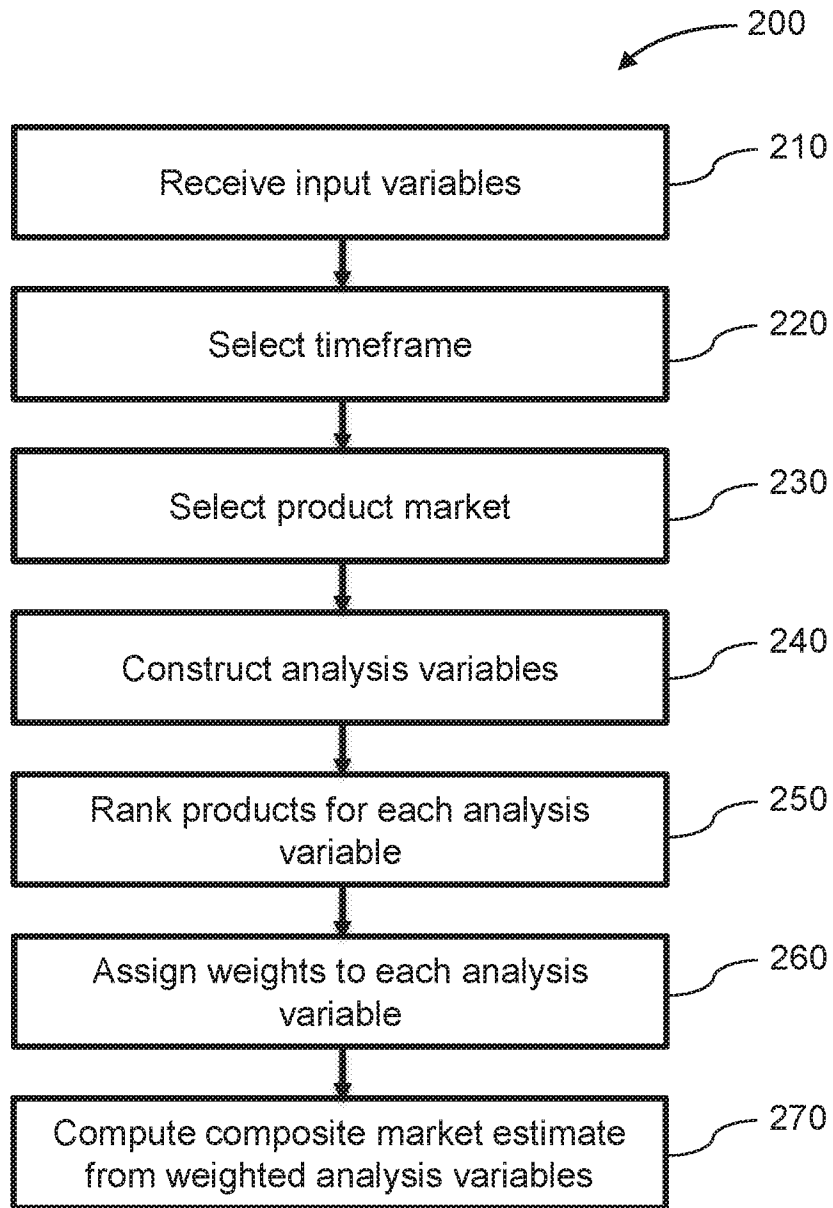 200
Receive input variables
210
Select timeframe
220
Select product market
230
Construct analysis variables
240
Rank products for each analysis
variable
250
Assign weights to each analysis
variable
260
Compute composite market estimate
from weighted analysis variables
270